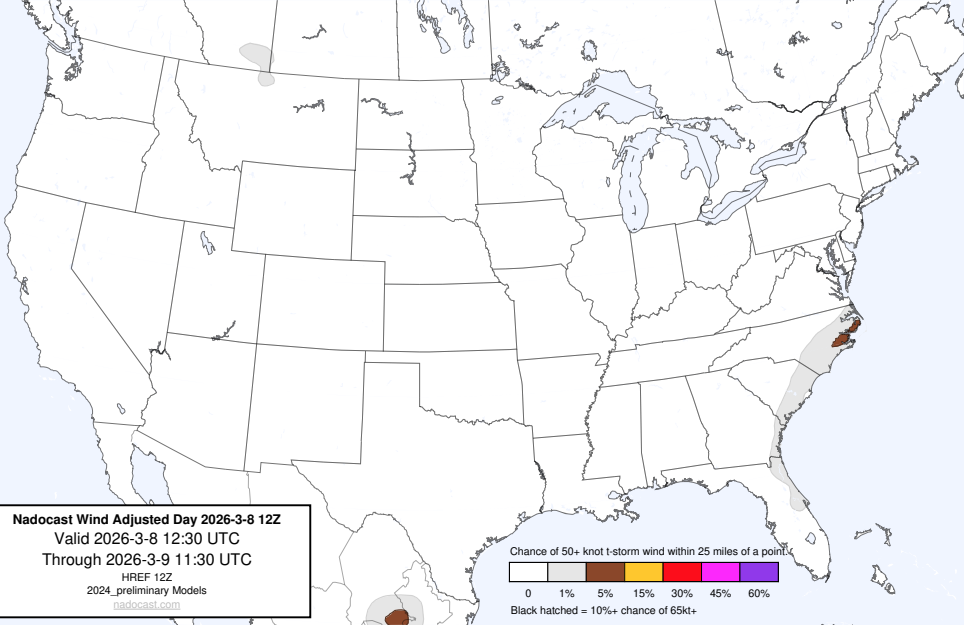 Nadocast Wind Adjusted Day 2026-3-8 12Z
Valid 2026-3-8 12:30 UTC
Through 2026-3-9 11:30 UTC
HREF 12Z
2024_preliminary Models
nadocast.com
Chance of 50+ knot t-storm wind within 25 miles of a point.
0 1% 5% 15% 30% 45% 60%
Black hatched = 10%+ chance of 65kt+